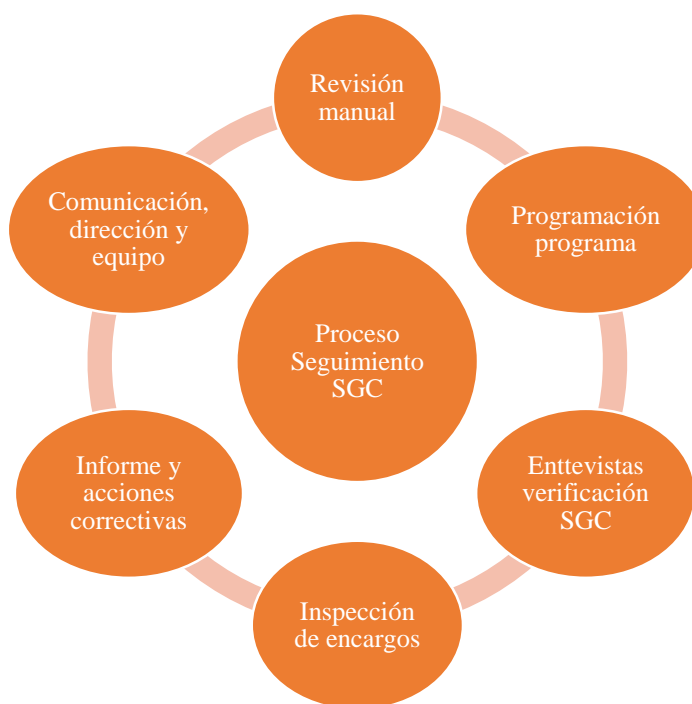 Revisión
manual
Programación
programa
Enttevistas
verificación
SGC
Inspección
de encargos
Informe y
acciones
correctivas
Comunicación,
dirección y
equipo
Proceso
Seguimiento
SGC